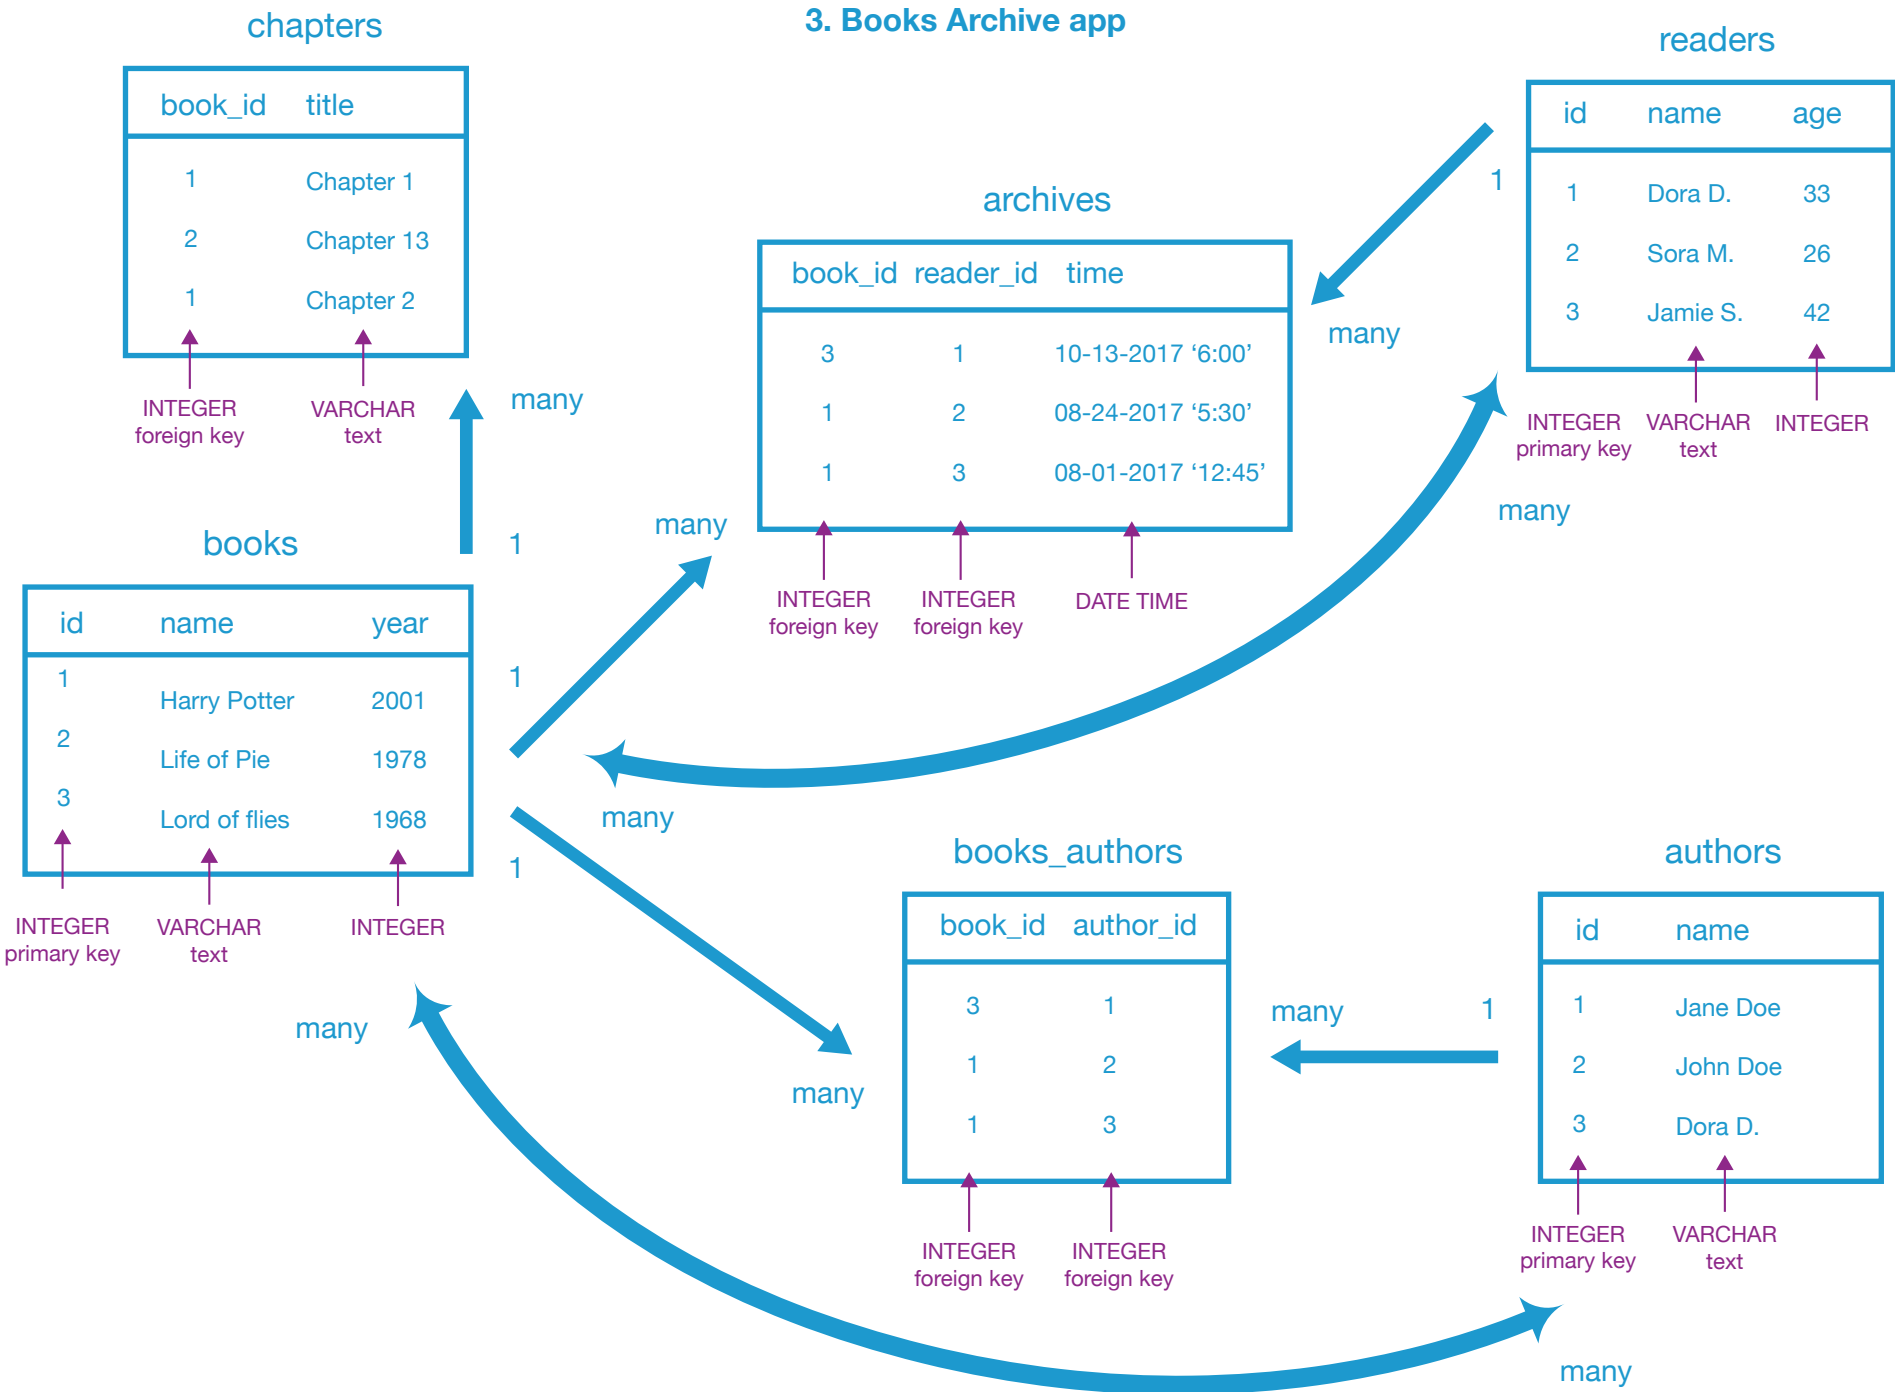 3. Books Archive app
chapters
book_id title
1 Chapter 1
2 Chapter 13
1 Chapter 2
INTEGER
foreign key
VARCHAR
text
many
1
books
id name year
1 Harry Potter 2001
2 Life of Pie 1978
3 Lord of flies 1968
INTEGER
primary key
VARCHAR
text
INTEGER
archives
book_id reader_id time
3 1 10-13-2017 ‘6:00’
1 2 08-24-2017 ‘5:30’
1 3 08-01-2017 ‘12:45’
INTEGER
foreign key
INTEGER
foreign key
DATE TIME
many
1
readers
id name age
1 Dora D. 33
2 Sora M. 26
3 Jamie S. 42
INTEGER
primary key
VARCHAR
text
INTEGER
1
many
many
many
1
many
books_authors
book_id author_id
3 1
1 2
1 3
INTEGER
foreign key
INTEGER
foreign key
many
1
authors
id name
1 Jane Doe
2 John Doe
3 Dora D.
INTEGER
primary key
VARCHAR
text
many
many